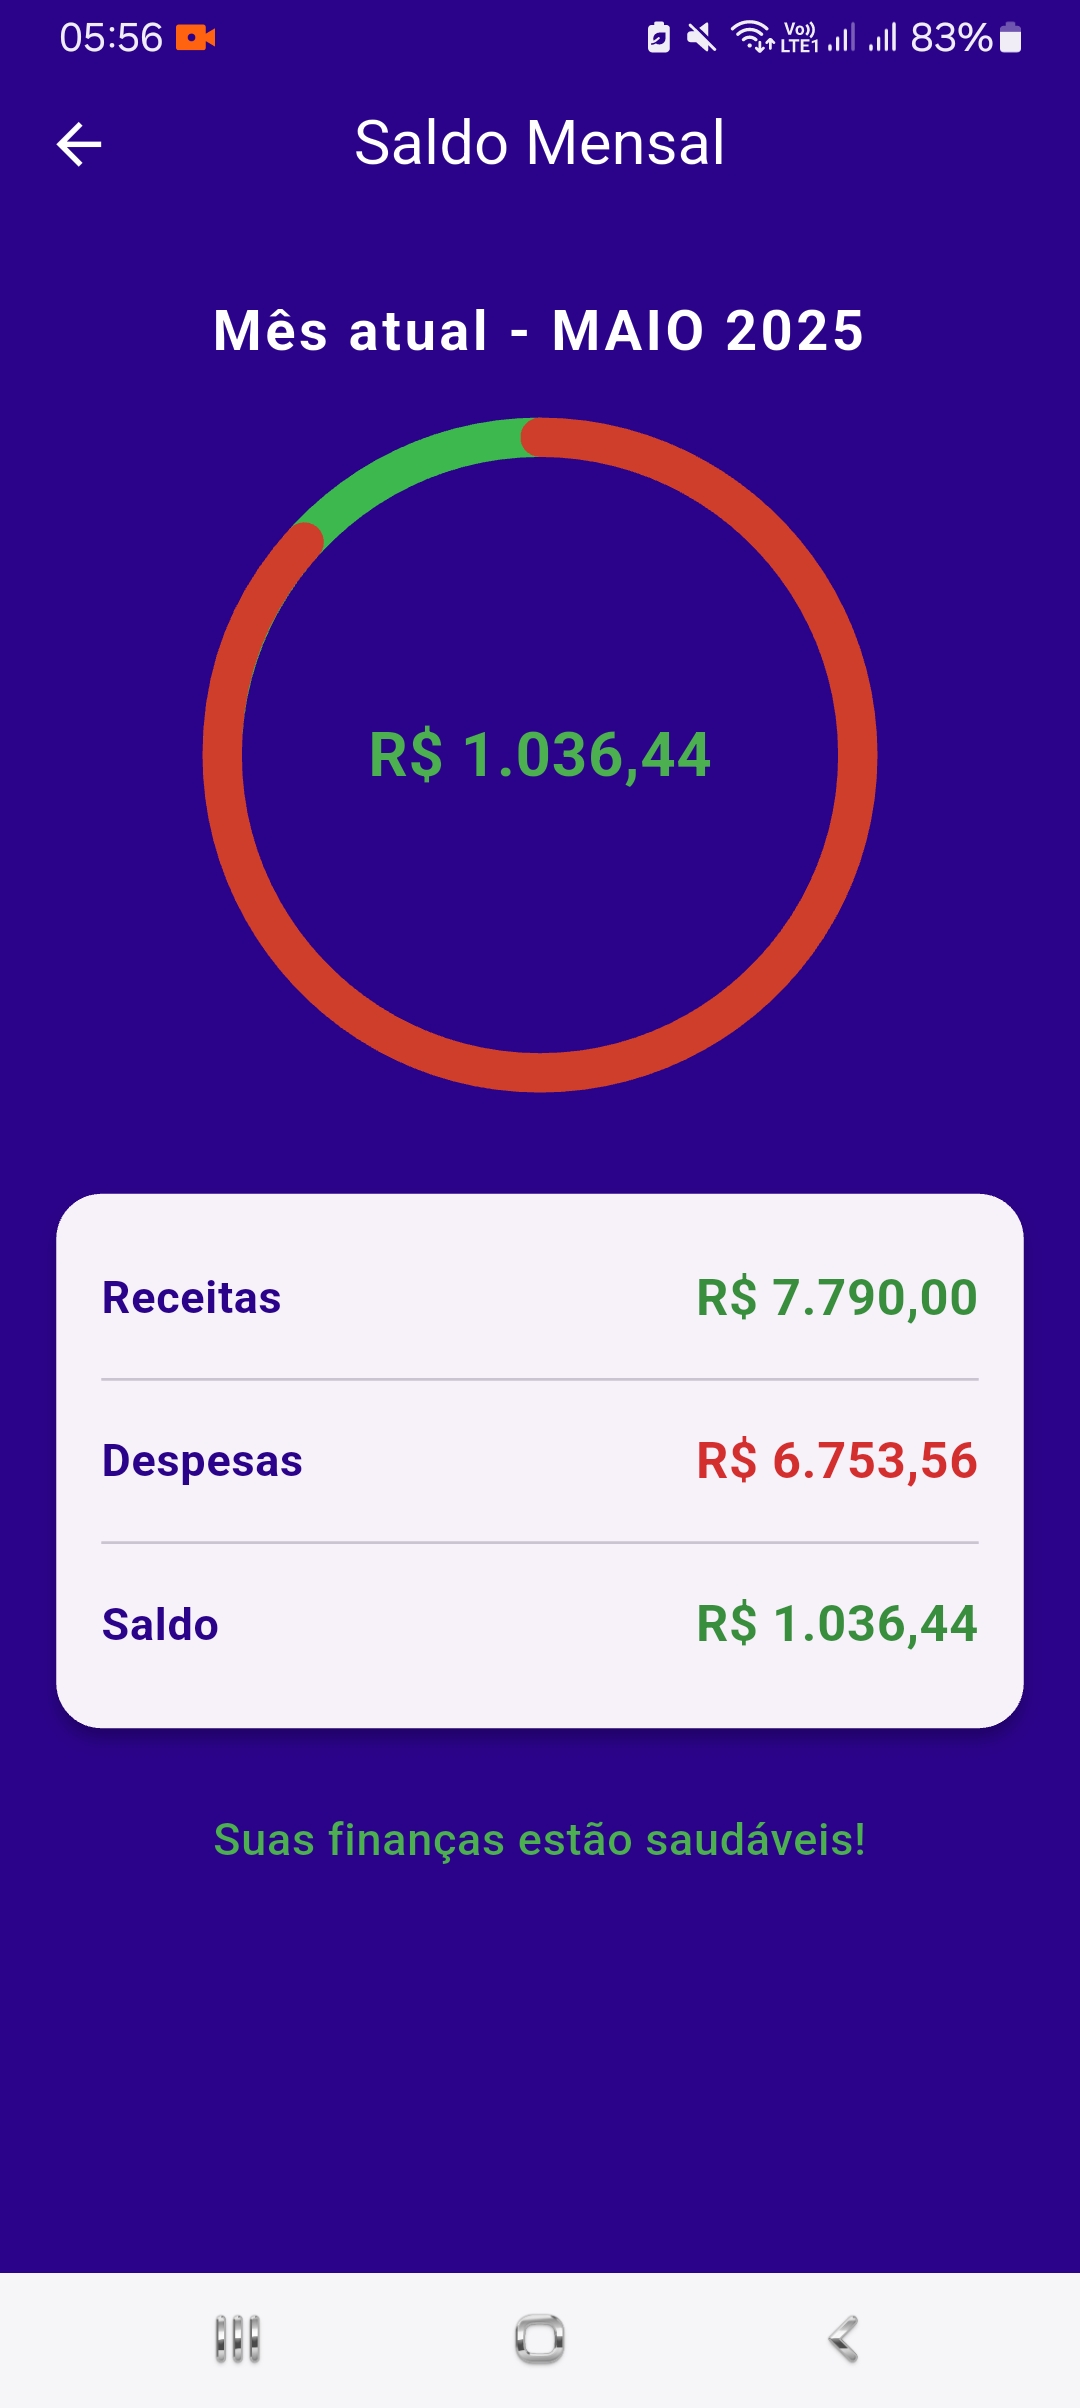 05:56
Vo)) LTE1
83%
Saldo Mensal
Mês atual - MAIO 2025
R$ 1.036,44
Receitas R$ 7.790,00
Despesas R$ 6.753,56
Saldo R$ 1.036,44
Suas finanças estão saudáveis!